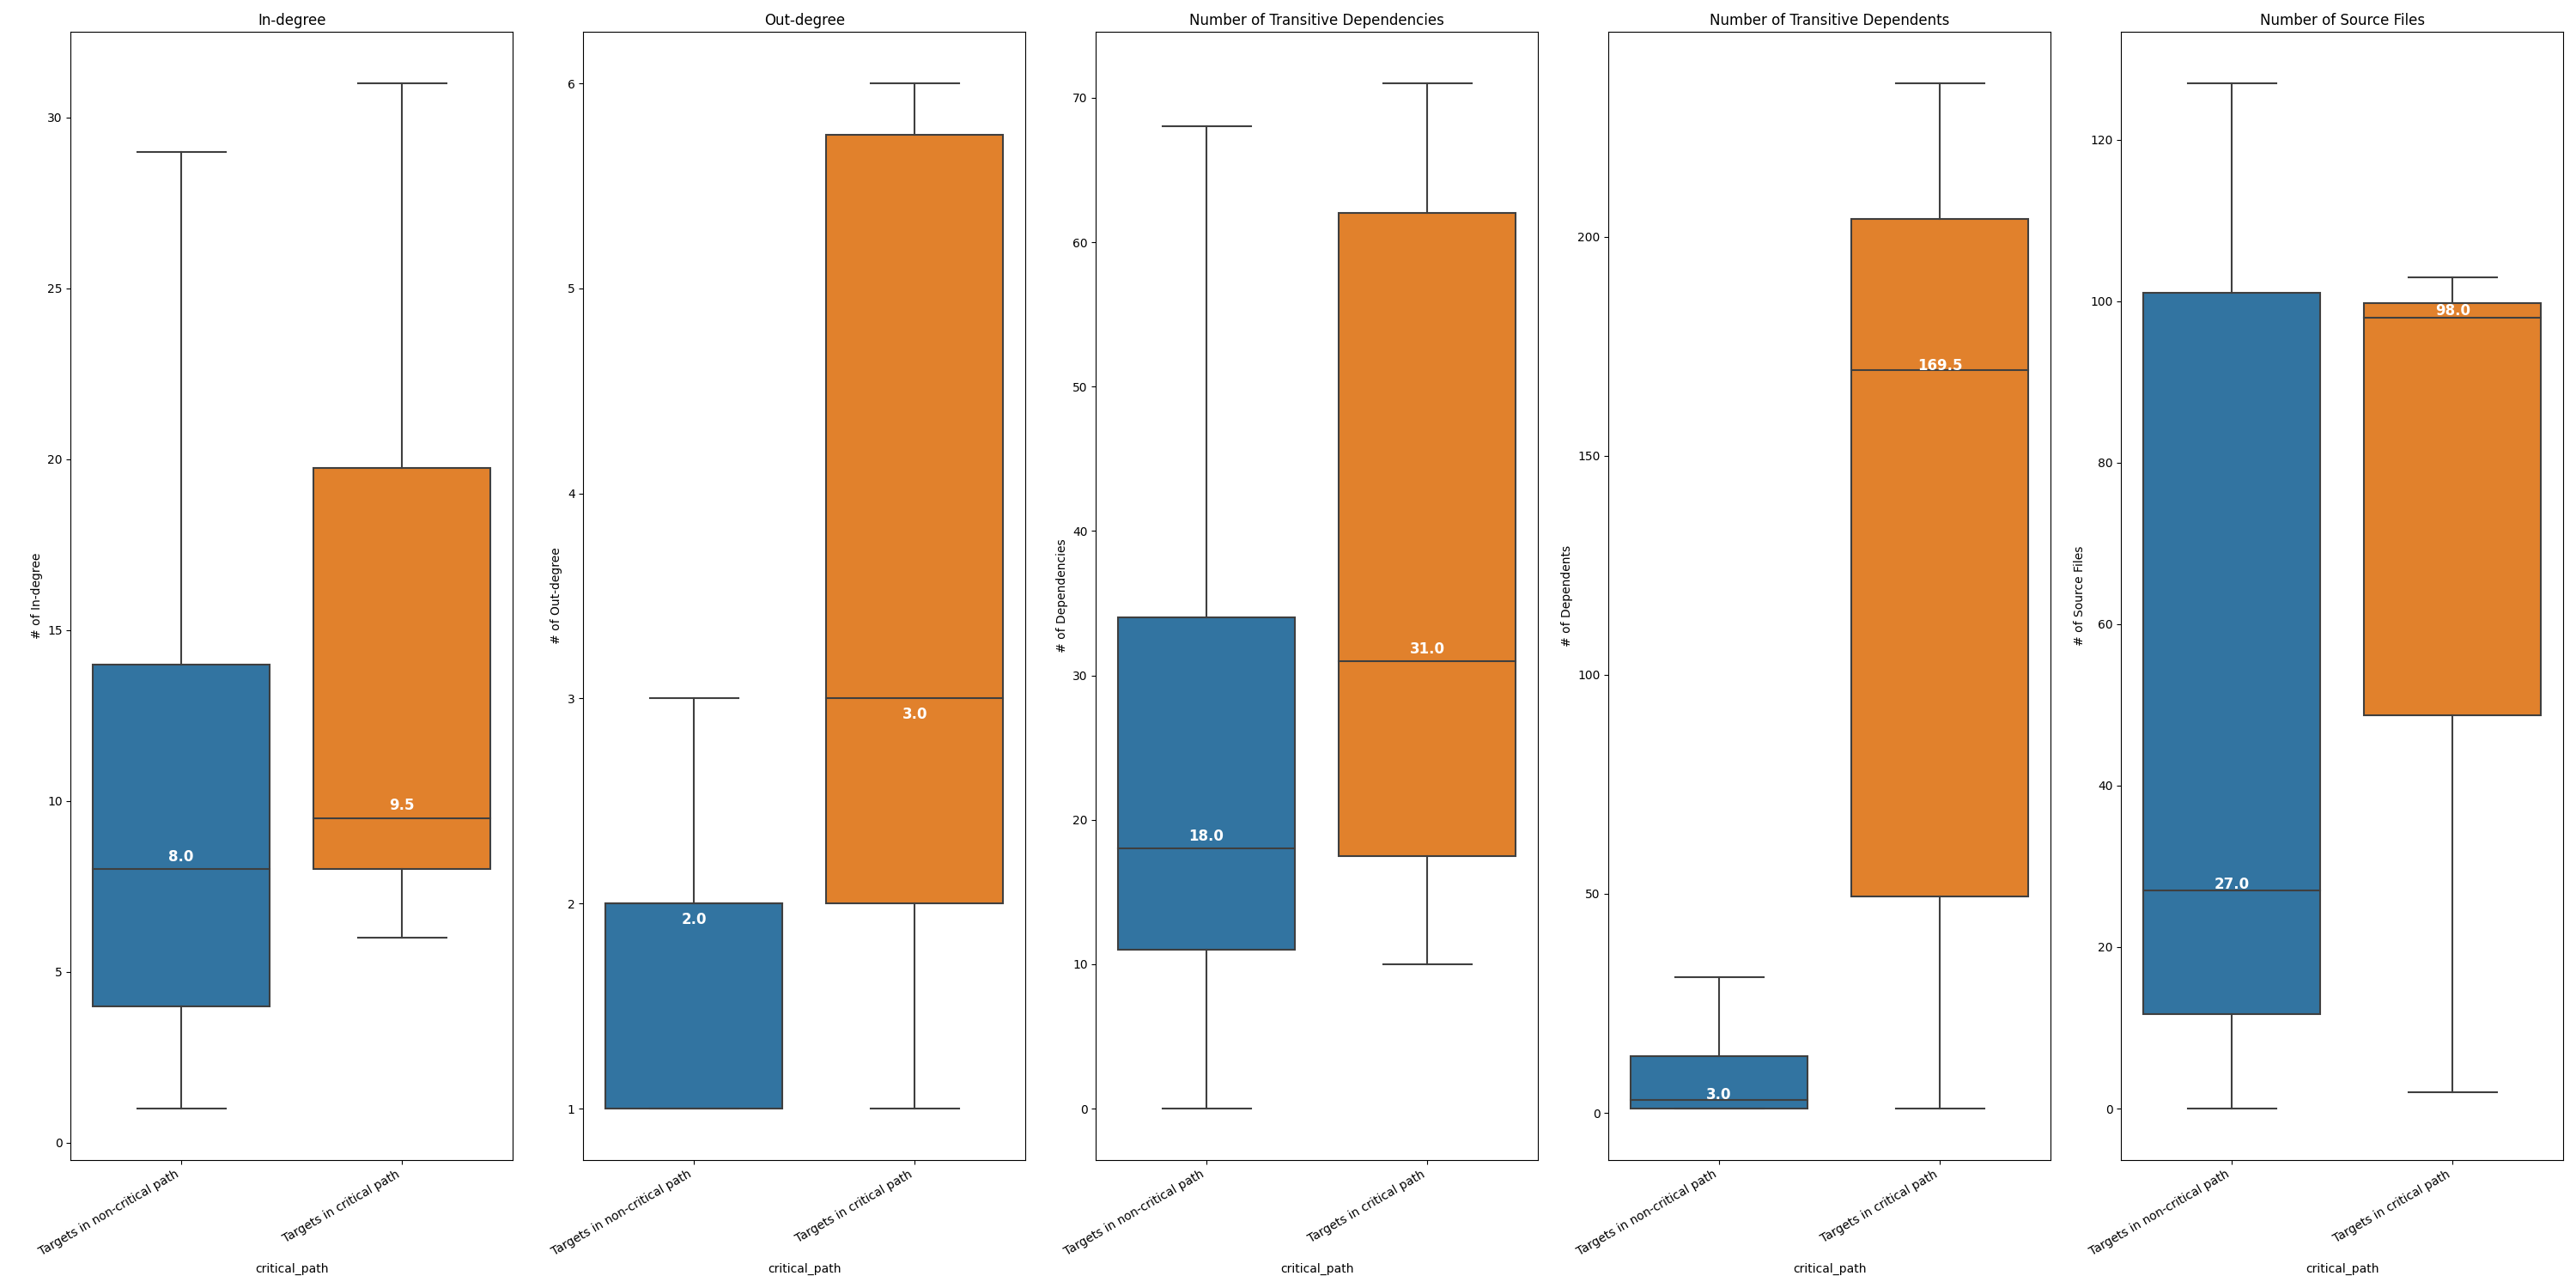 In-degree
# of In-degree
30
25
20
15
10
5
0
8.0
9.5
Targets in non-critical path
Targets in critical path
critical_path
Out-degree
# of Out-degree
6
5
4
3
2
1
2.0
3.0
Targets in non-critical path
Targets in critical path
critical_path
Number of Transitive Dependencies
# of Dependencies
70
60
50
40
30
20
10
0
18.0
31.0
Targets in non-critical path
Targets in critical path
critical_path
Number of Transitive Dependents
# of Dependents
200
150
100
50
0
3.0
169.5
Targets in non-critical path
Targets in critical path
critical_path
Number of Source Files
# of Source Files
120
100
80
60
40
20
0
27.0
98.0
Targets in non-critical path
Targets in critical path
critical_path